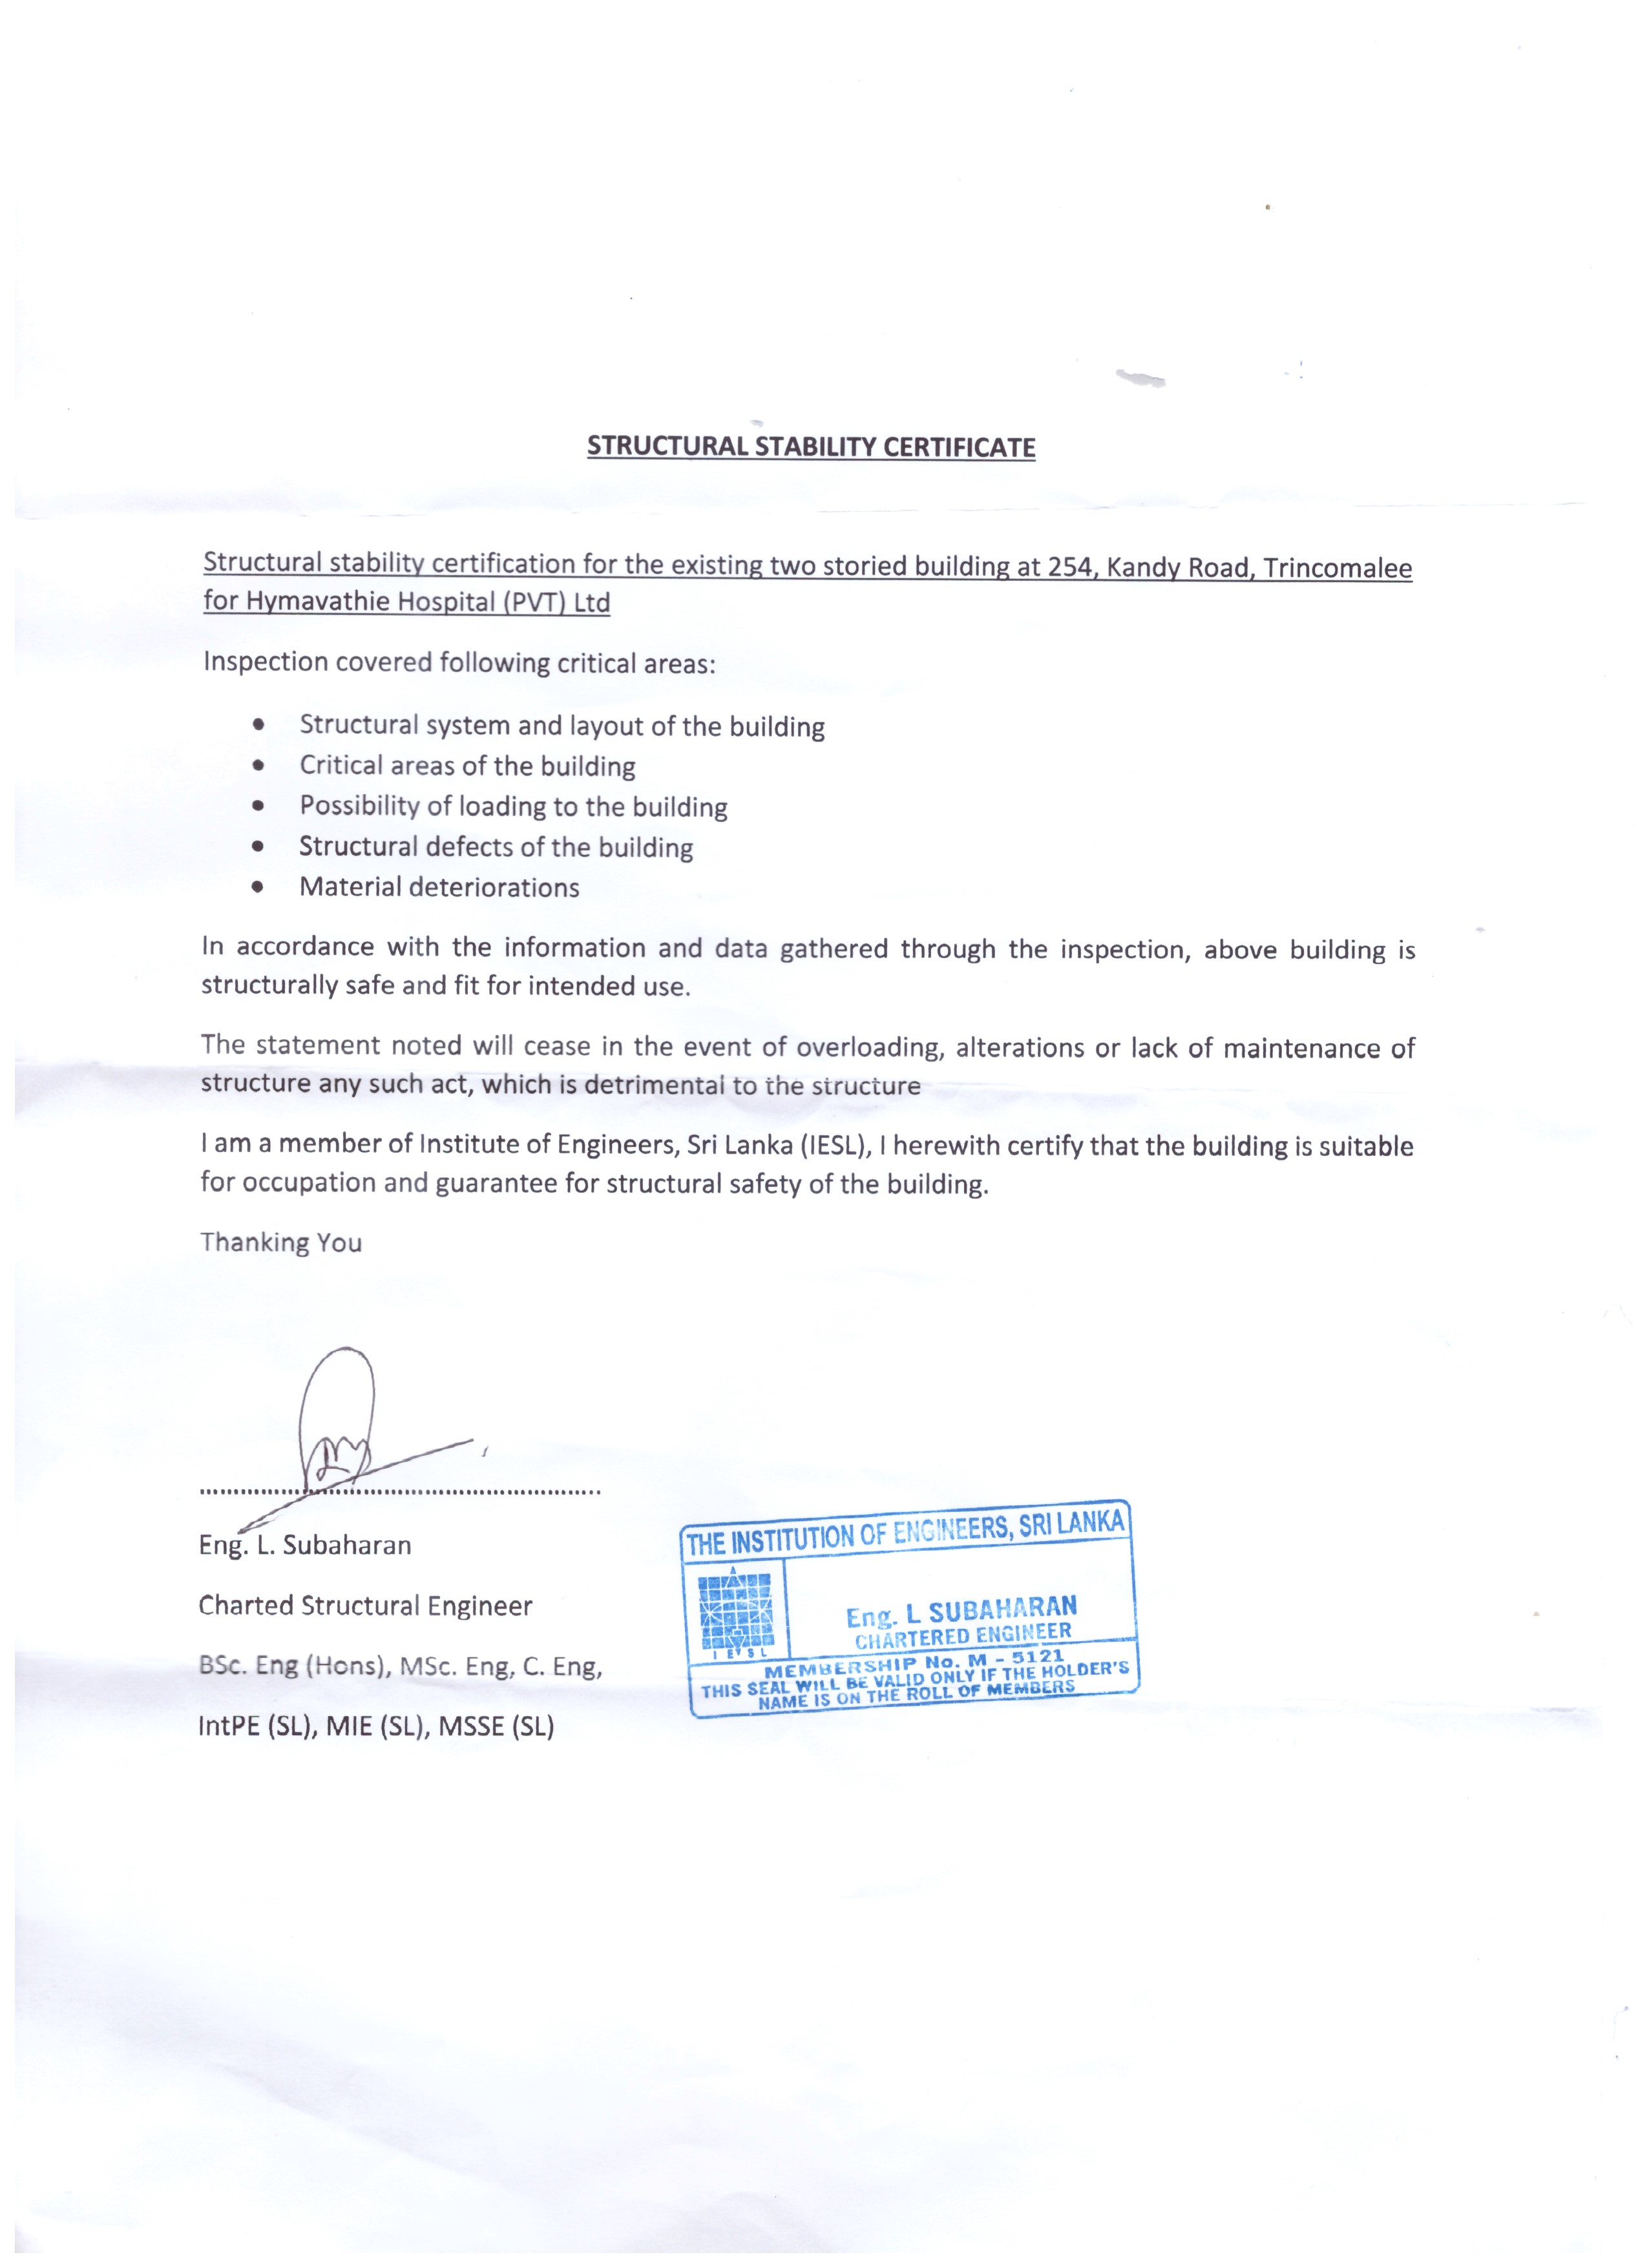 STRUCTURAL STABILITY CERTIFICATE
Structural stability certification for the existing two storied building at 254, Kandy Road, Trincomalee
for Hymavathie Hospital (PVT) Ltd
Inspection covered following critical areas:
• Structural system and layout of the building
• Critical areas of the building
• Possibility of loading to the building
• Structural defects of the building
• Material deteriorations
In accordance with the information and data gathered through the inspection, above building is
structurally safe and fit for intended use.
The statement noted will cease in the event of overloading, alterations or lack of maintenance of
structure any such act, which is detrimental to the structure
I am a member of Institute of Engineers, Sri Lanka (IESL), I herewith certify that the building is suitable
for occupation and guarantee for structural safety of the building.
Thanking You
Eng. L. Subaharan
Charted Structural Engineer
BSc. Eng (Hons), MSc. Eng, C. Eng,
IntPE (SL), MIE (SL), MSSE (SL)
THE INSTITUTION OF ENGINEERS, SRI LANKA
I E S L
Eng. L SUBAHARAN
CHARTERED ENGINEER
MEMBERSHIP No. M - 5121
THIS SEAL WILL BE VALID ONLY IF THE HOLDER'S
NAME IS ON THE ROLL OF MEMBERS